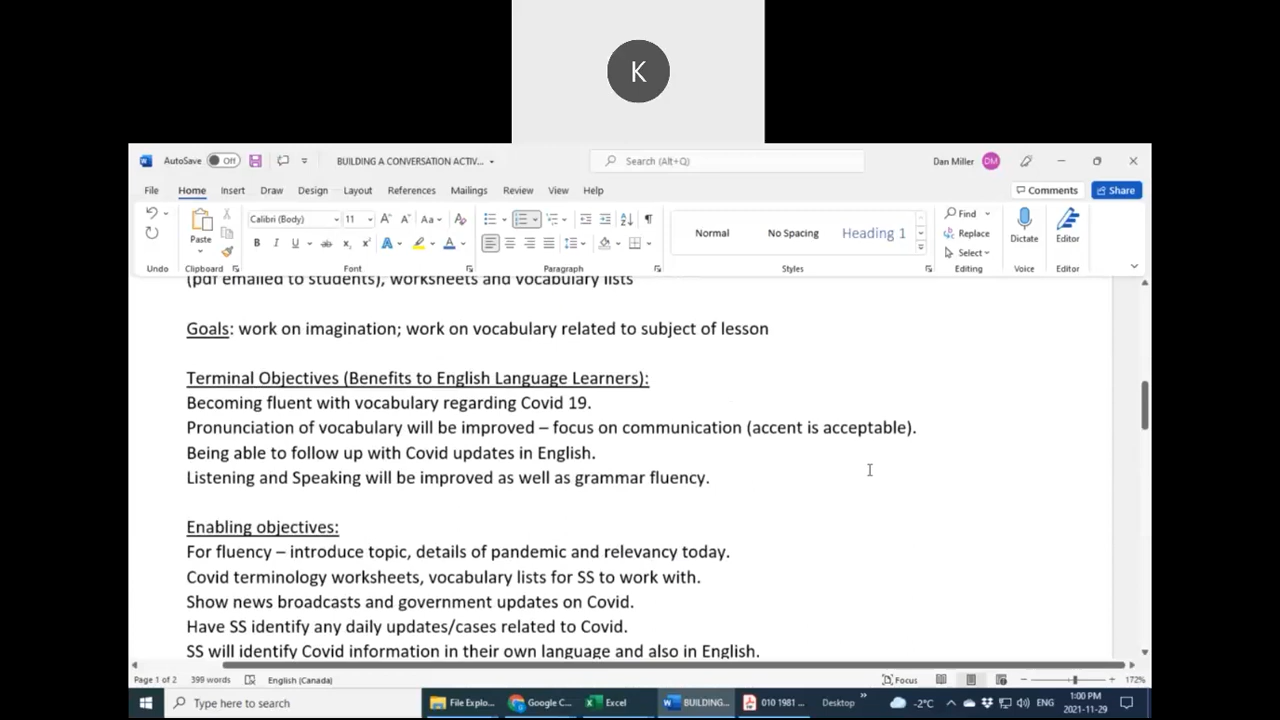 K
AutoSave Off BUILDING A CONVERSATION ACTIV... Search (Alt+Q) Dan Miller DM
File Home Insert Draw Design Layout References Mailings Review View Help Comments Share
Calibri (Body) 11 Aa Normal No Spacing Heading 1 Find
Replace
Paste Dictate Editor
B I U ab x₂ x² A A Select
Undo Clipboard Font Paragraph Styles Editing Voice Editor
(pdf emailed to students), worksheets and vocabulary lists
Goals: work on imagination; work on vocabulary related to subject of lesson
Terminal Objectives (Benefits to English Language Learners):
Becoming fluent with vocabulary regarding Covid 19.
Pronunciation of vocabulary will be improved – focus on communication (accent is acceptable).
Being able to follow up with Covid updates in English.
Listening and Speaking will be improved as well as grammar fluency.
Enabling objectives:
For fluency – introduce topic, details of pandemic and relevancy today.
Covid terminology worksheets, vocabulary lists for SS to work with.
Show news broadcasts and government updates on Covid.
Have SS identify any daily updates/cases related to Covid.
SS will identify Covid information in their own language and also in English.
Page 1 of 2 399 words English (Canada) Focus 172%
Type here to search File Explo... Google C... Excel BUILDING... 010 1981 ... Desktop -2°C ENG 1:00 PM
2021-11-29